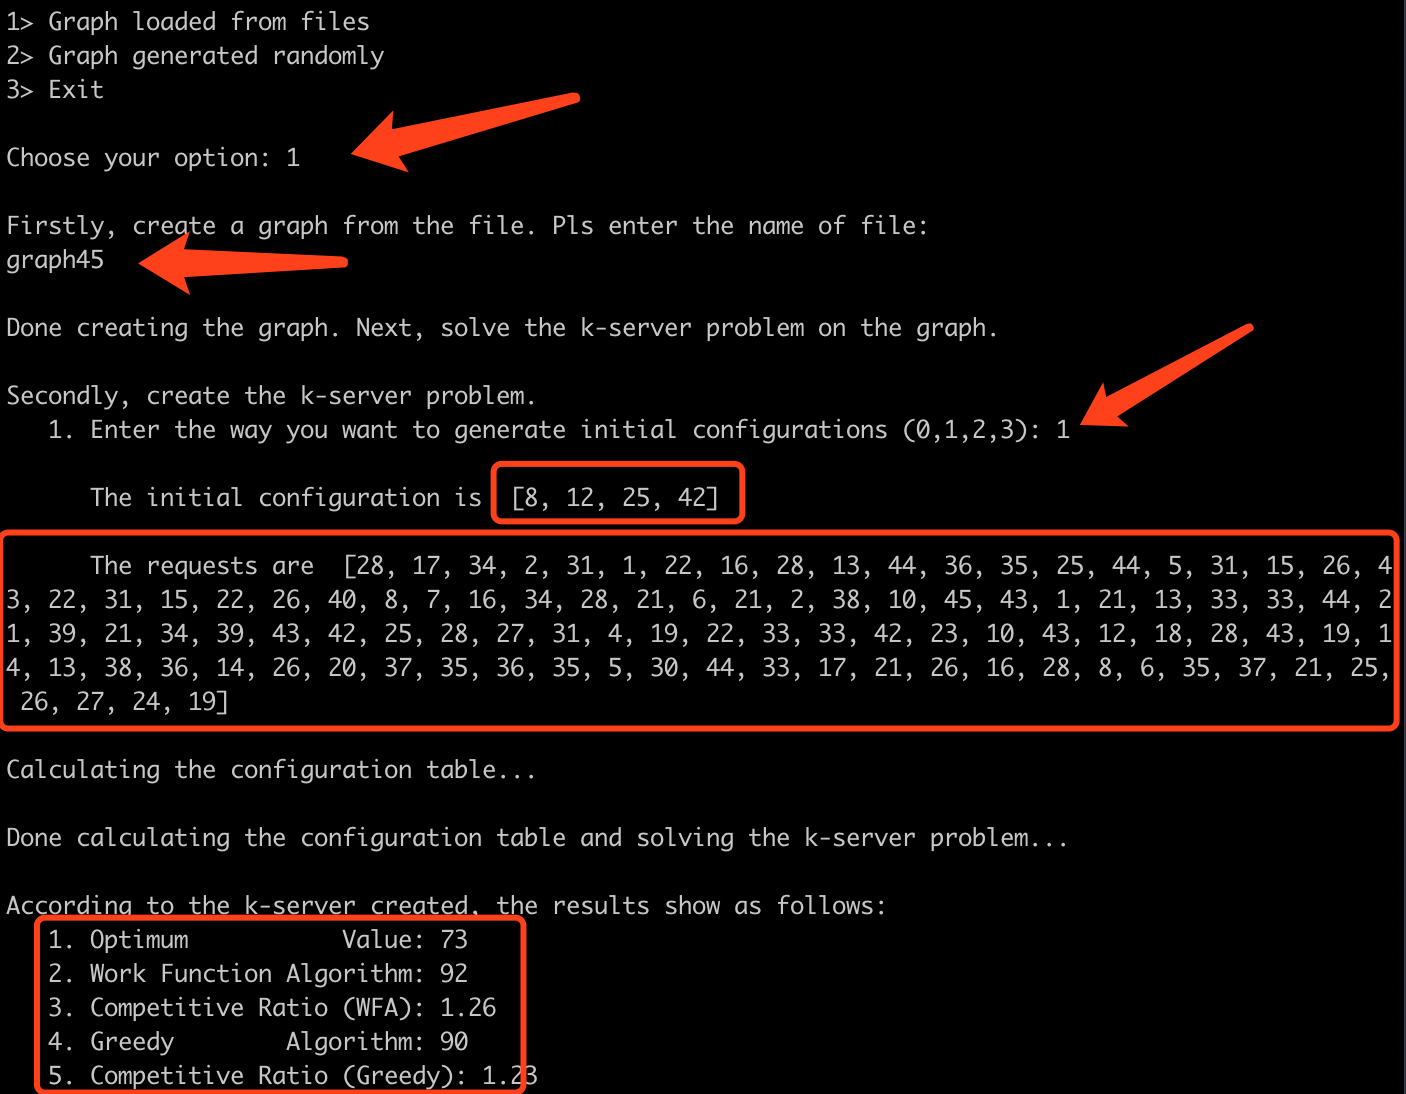 1> Graph loaded from files
2> Graph generated randomly
3> Exit
Choose your option: 1
Firstly, create a graph from the file. Pls enter the name of file:
graph45
Done creating the graph. Next, solve the k-server problem on the graph.
Secondly, create the k-server problem.
1. Enter the way you want to generate initial configurations (0,1,2,3): 1
The initial configuration is [8, 12, 25, 42]
The requests are [28, 17, 34, 2, 31, 1, 22, 16, 28, 13, 44, 36, 35, 25, 44, 5, 31, 15, 26, 4
3, 22, 31, 15, 22, 26, 40, 8, 7, 16, 34, 28, 21, 6, 21, 2, 38, 10, 45, 43, 1, 21, 13, 33, 33, 44, 2
1, 39, 21, 34, 39, 43, 42, 25, 28, 27, 31, 4, 19, 22, 33, 33, 42, 23, 10, 43, 12, 18, 28, 43, 19, 1
4, 13, 38, 36, 14, 26, 20, 37, 35, 36, 35, 5, 30, 44, 33, 17, 21, 26, 16, 28, 8, 6, 35, 37, 21, 25,
26, 27, 24, 19]
Calculating the configuration table...
Done calculating the configuration table and solving the k-server problem...
According to the k-server created, the results show as follows:
1. Optimum Value: 73
2. Work Function Algorithm: 92
3. Competitive Ratio (WFA): 1.26
4. Greedy Algorithm: 90
5. Competitive Ratio (Greedy): 1.23